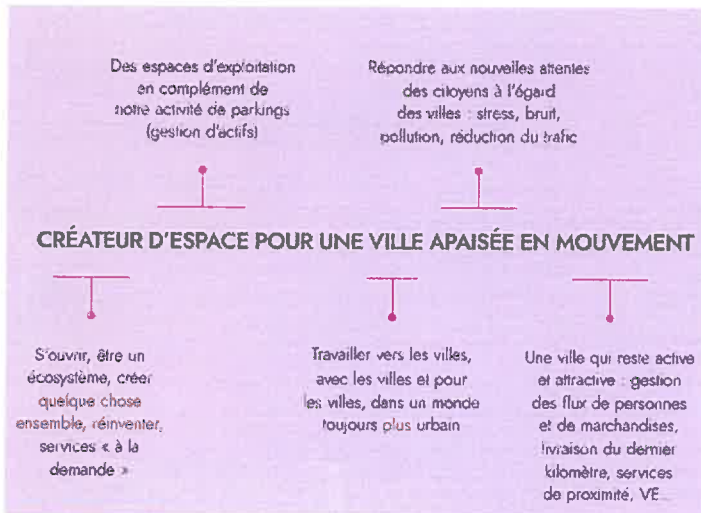 Des espaces d'exploitation
en complément de
notre activité de parkings
(gestion d'actifs)
Répondre aux nouvelles attentes
des citoyens à l'égard
des villes : stress, bruit,
pollution, réduction du trafic
CRÉATEUR D'ESPACE POUR UNE VILLE APAISÉE EN MOUVEMENT
S'ouvrir, être un
écosystème, créer
quelque chose
ensemble, réinventer,
services « à la
demande »
Travailler vers les villes,
avec les villes et pour
les villes, dans un monde
toujours plus urbain
Une ville qui reste active
et attractive : gestion
des flux de personnes
et de marchandises,
livraison du dernier
kilomètre, services
de proximité, VE...